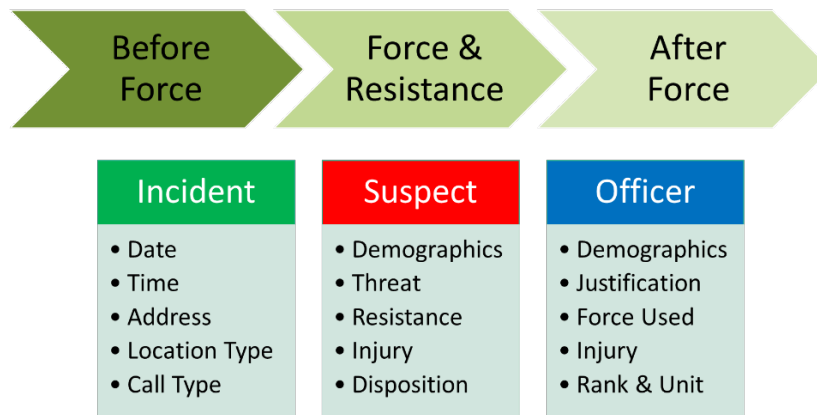 Before
Force
Force &
Resistance
After
Force
Incident
• Date
• Time
• Address
• Location Type
• Call Type
Suspect
• Demographics
• Threat
• Resistance
• Injury
• Disposition
Officer
• Demographics
• Justification
• Force Used
• Injury
• Rank & Unit